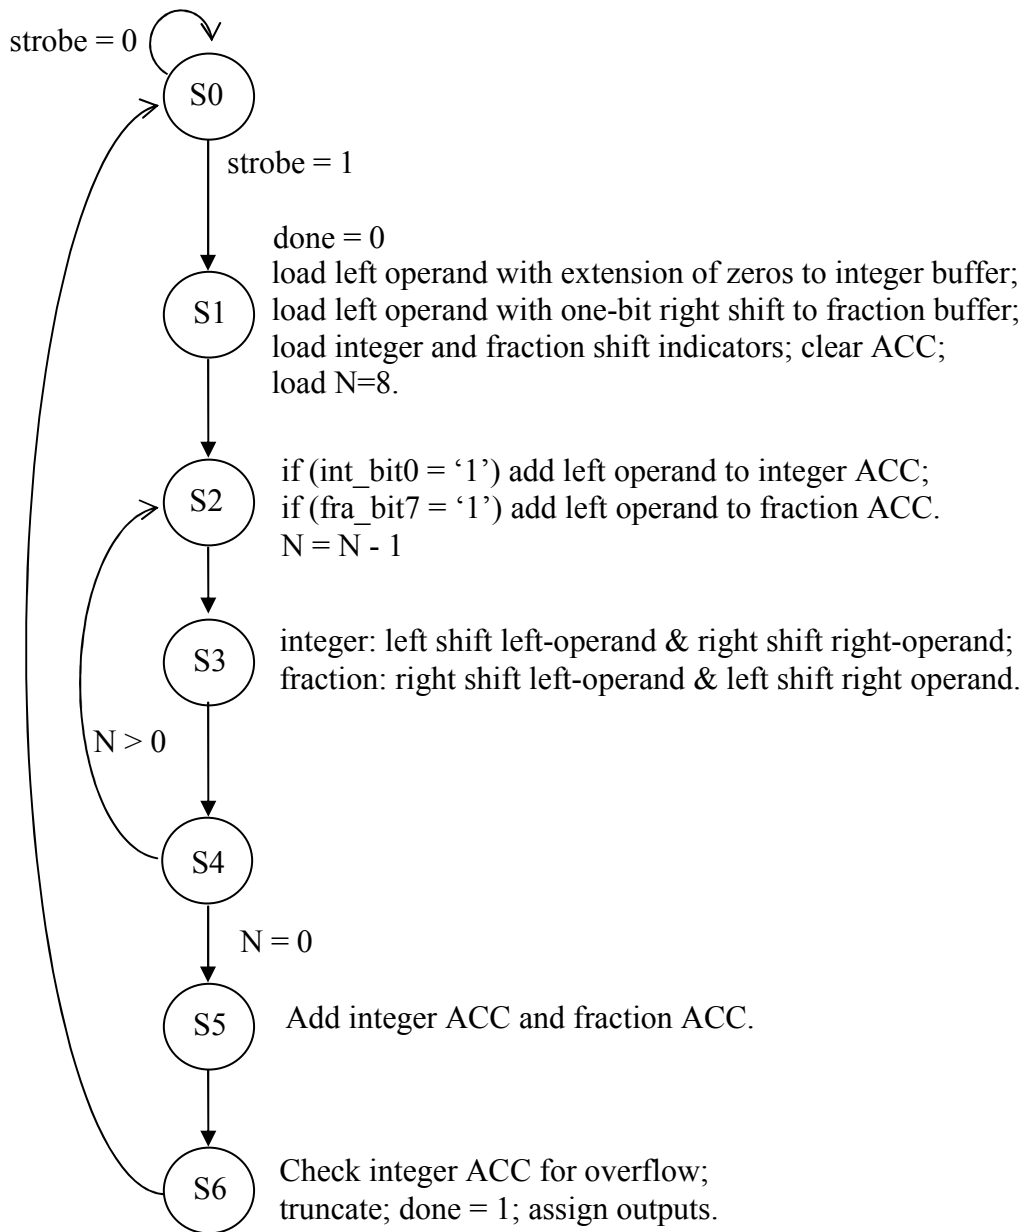 strobe = 0
S0
strobe = 1
done = 0
load left operand with extension of zeros to integer buffer;
S1
load left operand with one-bit right shift to fraction buffer;
load integer and fraction shift indicators; clear ACC;
load N=8.
if (int_bit0 = ‘1’) add left operand to integer ACC;
S2
if (fra_bit7 = ‘1’) add left operand to fraction ACC.
N = N - 1
S3
integer: left shift left-operand & right shift right-operand;
fraction: right shift left-operand & left shift right operand.
N > 0
S4
N = 0
S5
Add integer ACC and fraction ACC.
S6
Check integer ACC for overflow;
truncate; done = 1; assign outputs.